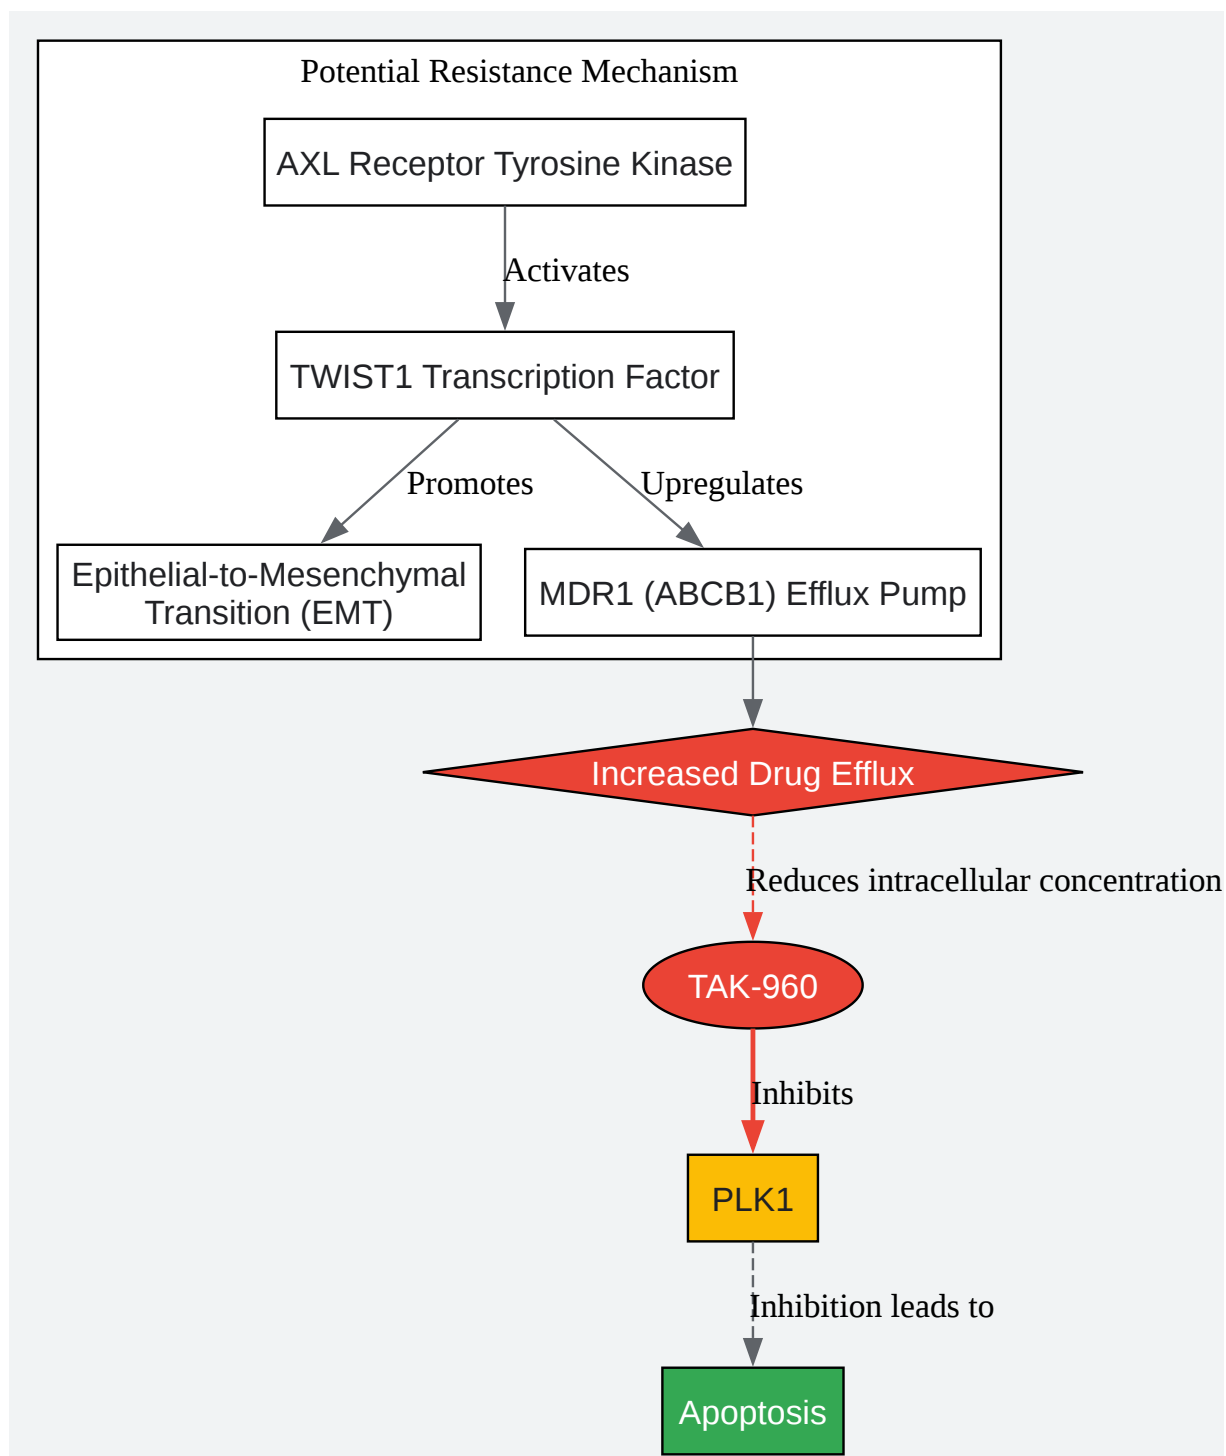 Potential Resistance Mechanism
AXL Receptor Tyrosine Kinase
Activates
TWIST1 Transcription Factor
Promotes
Upregulates
Epithelial-to-Mesenchymal
Transition (EMT)
MDR1 (ABCB1) Efflux Pump
Increased Drug Efflux
Reduces intracellular concentration
TAK-960
Inhibits
PLK1
Inhibition leads to
Apoptosis